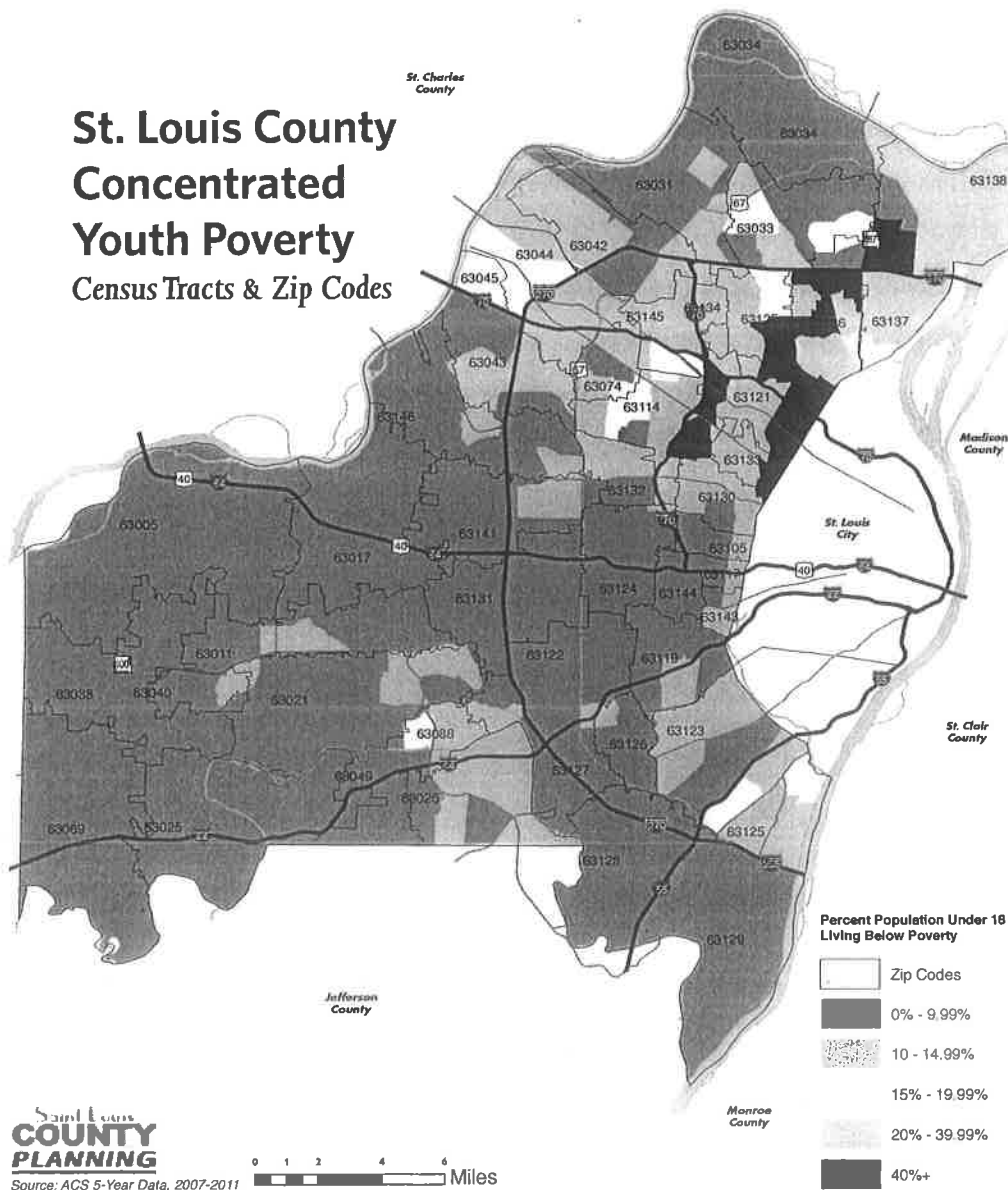 St. Louis County
Concentrated
Youth Poverty
Census Tracts & Zip Codes
St. Charles
County
63034
63034
63138
63031
67
63033
63042
63044
63045
63145
63137
63043
67
63074
63114
63121
63146
63133
Madison
County
63132
63130
40
63005
63141
St. Louis
City
63017
40
63105
40
63131
63124
63144
63143
63011
63122
63119
63038
63040
63021
63088
63123
St. Clair
County
63126
63127
63049
63026
63069
63025
44
63125
63128
55
63129
Jefferson
County
Monroe
County
Percent Population Under 18
Living Below Poverty
Zip Codes
0% - 9.99%
10 - 14.99%
15% - 19.99%
20% - 39.99%
40%+
Saint Louis
COUNTY
PLANNING
Source: ACS 5-Year Data, 2007-2011
0 1 2 4 6
Miles